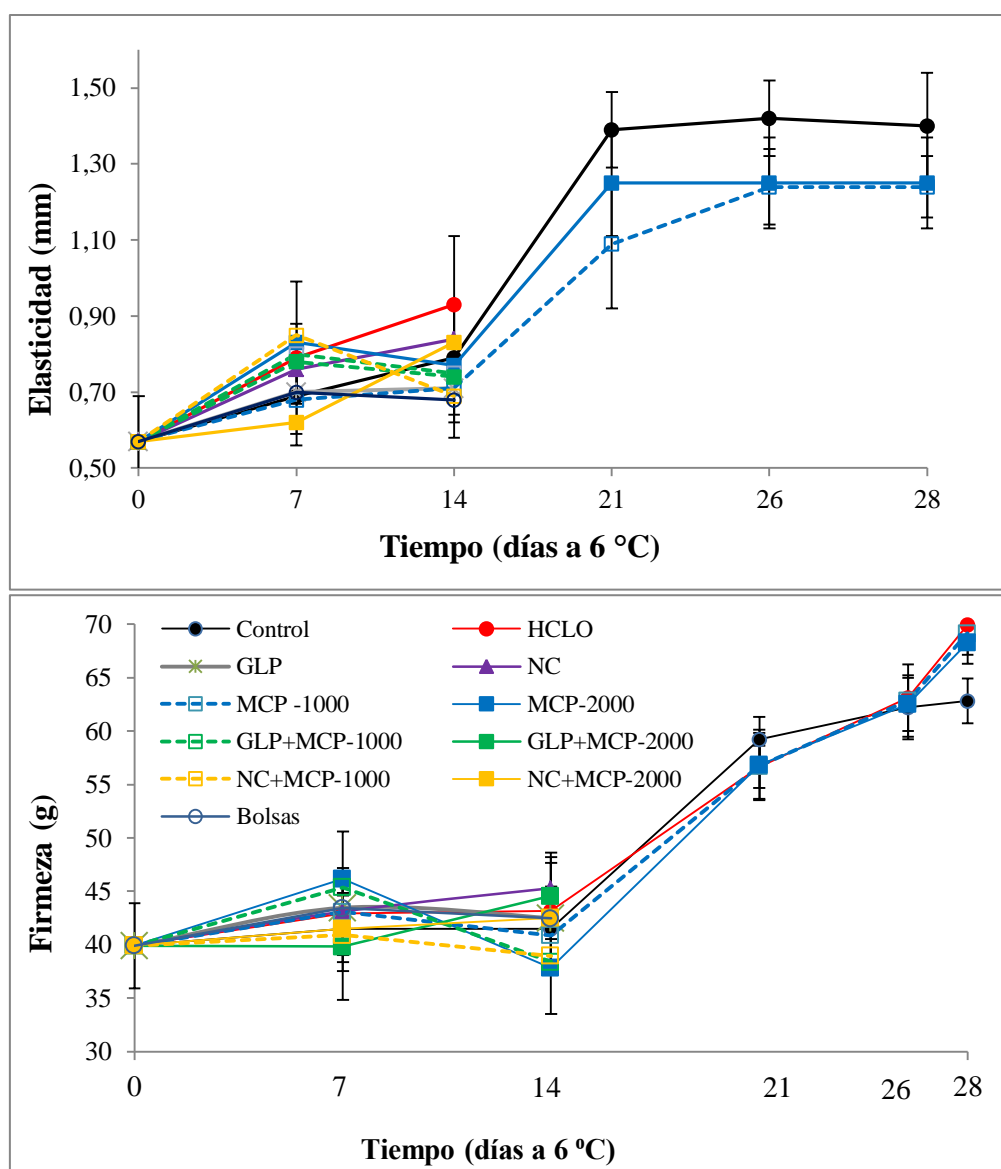 Elasticidad (mm)
1,50
1,30
1,10
0,90
0,70
0,50
0 7 14 21 26 28
Tiempo (días a 6 °C)
Firmeza (g)
70
65
60
55
50
45
40
35
30
Control HCLO
GLP NC
MCP -1000 MCP-2000
GLP+MCP-1000 GLP+MCP-2000
NC+MCP-1000 NC+MCP-2000
Bolsas
0 7 14 21 26 28
Tiempo (días a 6 ºC)